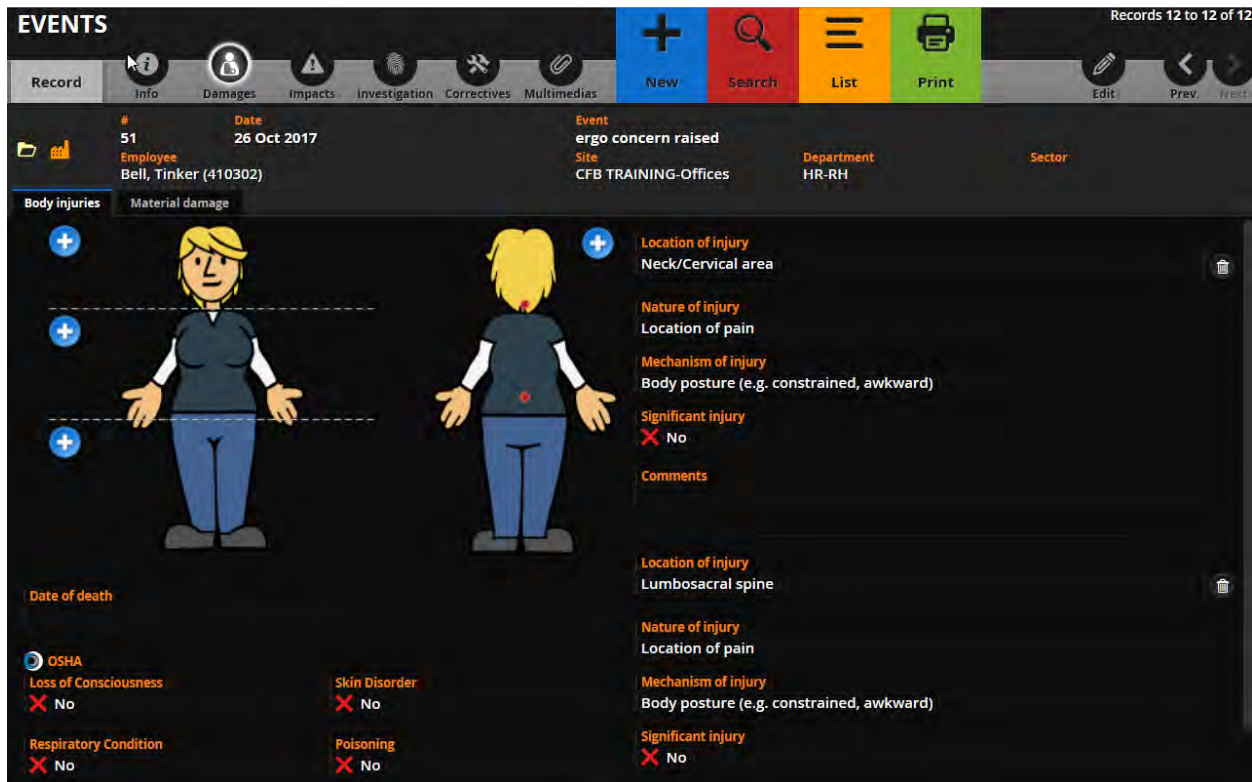 EVENTS
Records 12 to 12 of 12
Record
Info
Damages
Impacts
Investigation
Correctives
Multimedias
New
Search
List
Print
Edit
Prev.
Next
#
51
Date
26 Oct 2017
Event
ergo concern raised
Employee
Bell, Tinker (410302)
Site
CFB TRAINING-Offices
Department
HR-RH
Sector
Body injuries
Material damage
Location of injury
Neck/Cervical area
Nature of injury
Location of pain
Mechanism of injury
Body posture (e.g. constrained, awkward)
Significant injury
No
Comments
Location of injury
Lumbosacral spine
Nature of injury
Location of pain
Mechanism of injury
Body posture (e.g. constrained, awkward)
Significant injury
No
Date of death
OSHA
Loss of Consciousness
No
Skin Disorder
No
Respiratory Condition
No
Poisoning
No